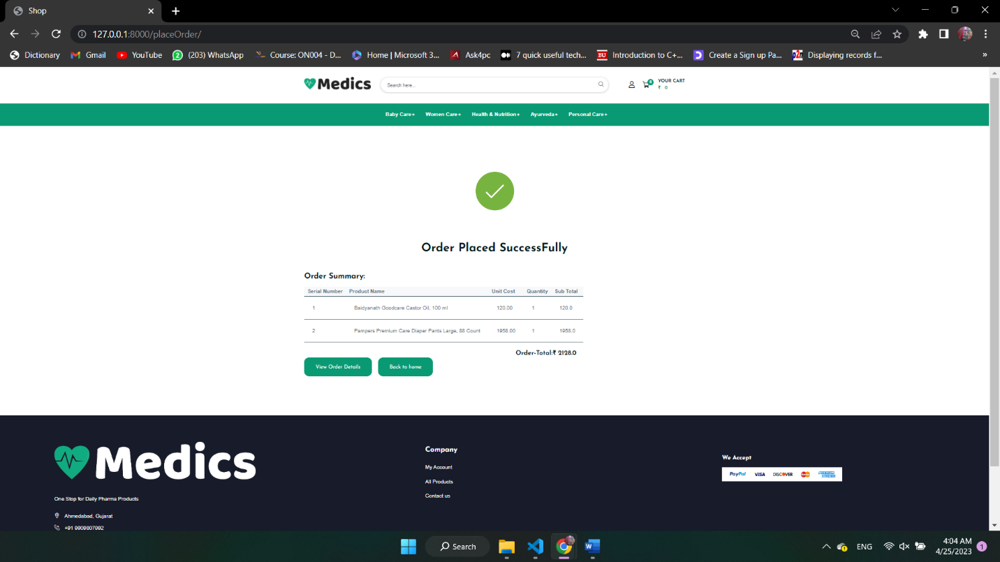 Shop
127.0.0.1:8000/placeOrder/
Dictionary Gmail YouTube (203) WhatsApp Course: ON004 - D... Home | Microsoft 3... Ask4pc 7 quick useful tech... BU Introduction to C+... Create a Sign up Pa... Displaying records f... »
Medics Search here... 0 YOUR CART
₹ 0
Baby Care+ Women Care+ Health & Nutrition+ Ayurveda+ Personal Care+
Order Placed SuccessFully
Order Summary:
Serial Number Product Name Unit Cost Quantity Sub Total
1 Baidyanath Goodcare Castor Oil, 100 ml 120.00 1 120.0
2 Pampers Premium Care Diaper Pants Large, 88 Count 1958.00 1 1958.0
Order-Total:₹ 2128.0
View Order Details Back to home
Medics
One Stop for Daily Pharma Products
Ahmedabad, Gujarat
+91 9909807992
Company
My Account
All Products
Contact us
We Accept
PayPal VISA DISCOVER
Search
W
ENG
4:04 AM
4/25/2023
1